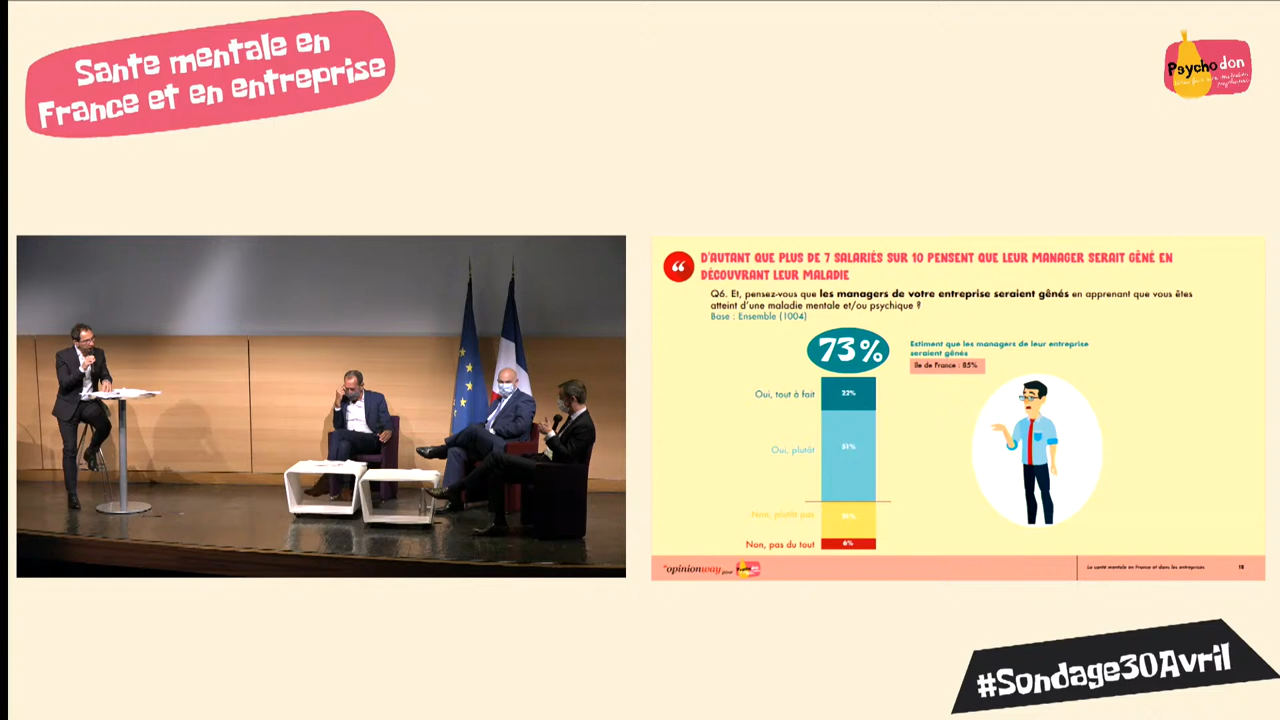 Sante mentale en
France et en entreprise
Psychodon
D'AUTANT QUE PLUS DE 7 SALARIÉS SUR 10 PENSENT QUE LEUR MANAGER SERAIT GÊNÉ EN
DÉCOUVRANT LEUR MALADIE
Q6. Et, pensez-vous que les managers de votre entreprise seraient gênés en apprenant que vous êtes
atteint d'une maladie mentale et/ou psychique ?
Base : Ensemble (1004)
73%
Estiment que les managers de leur entreprise
seraient gênés
Ile de France : 85%
Oui, tout à fait
22%
Oui, plutôt
51%
Non, plutôt pas
Non, pas du tout
6%
"opinionway pour
La santé mentale en France et dans les entreprises
18
#Sondage30Avril